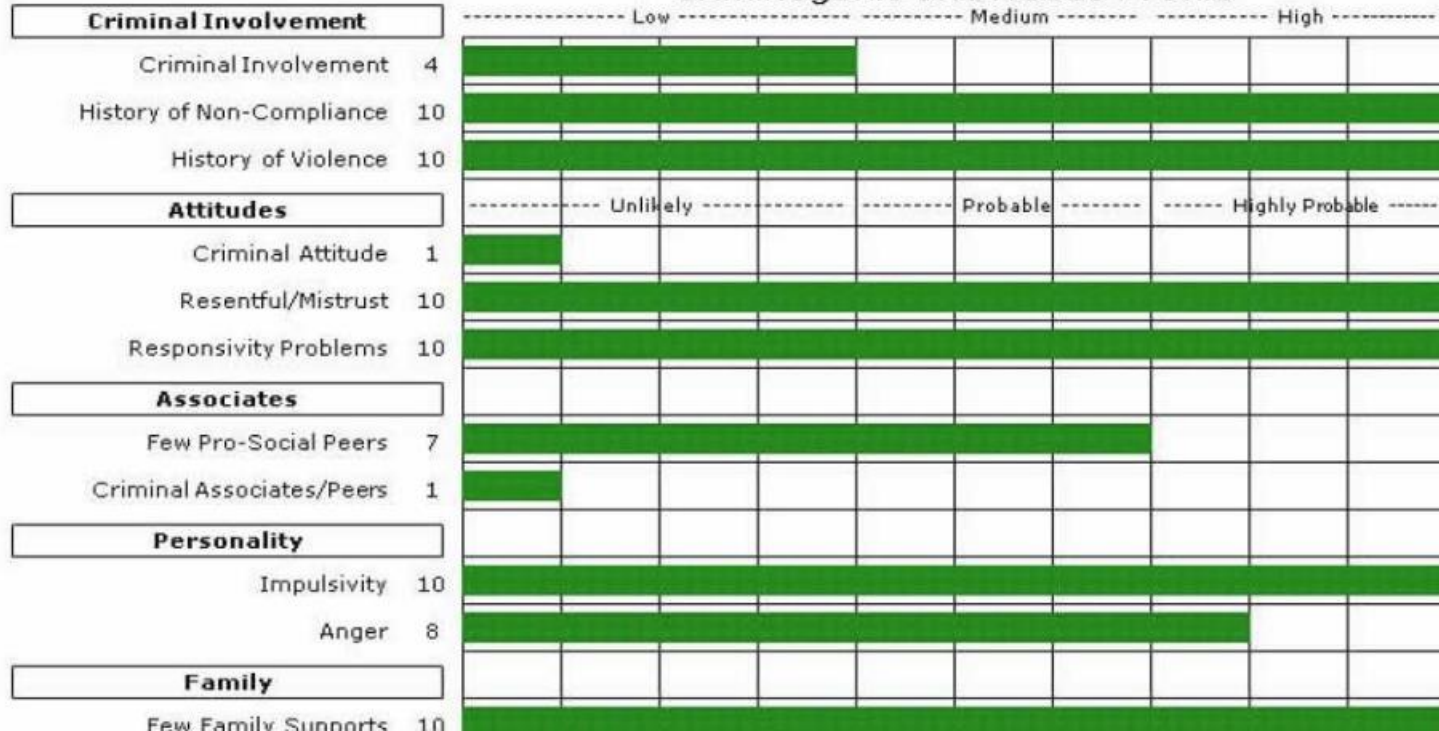 Criminal Involvement
Low Medium High
Criminal Involvement 4
History of Non-Compliance 10
History of Violence 10
Attitudes
Unlikely Probable Highly Probable
Criminal Attitude 1
Resentful/Mistrust 10
Responsivity Problems 10
Associates
Few Pro-Social Peers 7
Criminal Associates/Peers 1
Personality
Impulsivity 10
Anger 8
Family
Few Family Supports 10